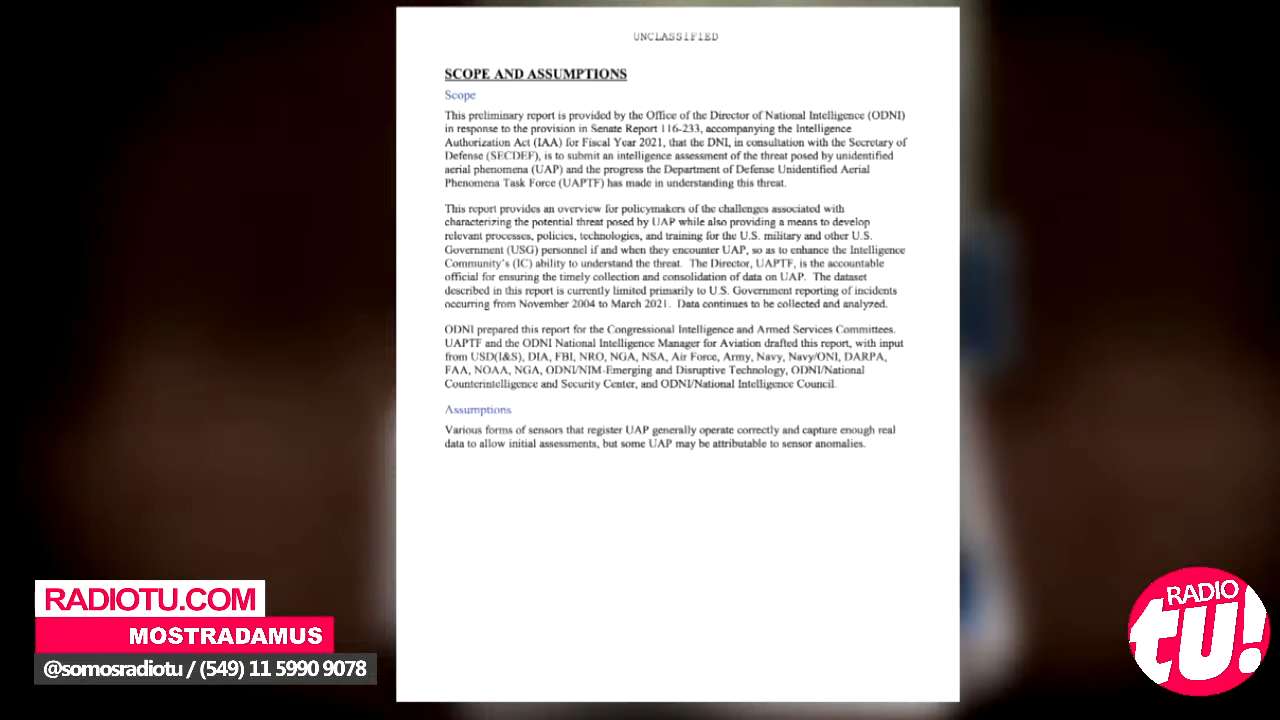 UNCLASSIFIED
SCOPE AND ASSUMPTIONS
Scope
This preliminary report is provided by the Office of the Director of National Intelligence (ODNI)
in response to the provision in Senate Report 116-233, accompanying the Intelligence
Authorization Act (IAA) for Fiscal Year 2021, that the DNI, in consultation with the Secretary of
Defense (SECDEF), is to submit an intelligence assessment of the threat posed by unidentified
aerial phenomena (UAP) and the progress the Department of Defense Unidentified Aerial
Phenomena Task Force (UAPTF) has made in understanding this threat.
This report provides an overview for policymakers of the challenges associated with
characterizing the potential threat posed by UAP while also providing a means to develop
relevant processes, policies, technologies, and training for the U.S. military and other U.S.
Government (USG) personnel if and when they encounter UAP, so as to enhance the Intelligence
Community's (IC) ability to understand the threat. The Director, UAPTF, is the accountable
official for ensuring the timely collection and consolidation of data on UAP. The dataset
described in this report is currently limited primarily to U.S. Government reporting of incidents
occurring from November 2004 to March 2021. Data continues to be collected and analyzed.
ODNI prepared this report for the Congressional Intelligence and Armed Services Committees.
UAPTF and the ODNI National Intelligence Manager for Aviation drafted this report, with input
from USD(I&S), DIA, FBI, NRO, NGA, NSA, Air Force, Army, Navy, Navy/ONI, DARPA,
FAA, NOAA, NGA, ODNI/NIM-Emerging and Disruptive Technology, ODNI/National
Counterintelligence and Security Center, and ODNI/National Intelligence Council.
Assumptions
Various forms of sensors that register UAP generally operate correctly and capture enough real
data to allow initial assessments, but some UAP may be attributable to sensor anomalies.
RADIOTU.COM
MOSTRADAMUS
@somosradiotu / (549) 11 5990 9078
RADIO
tU!